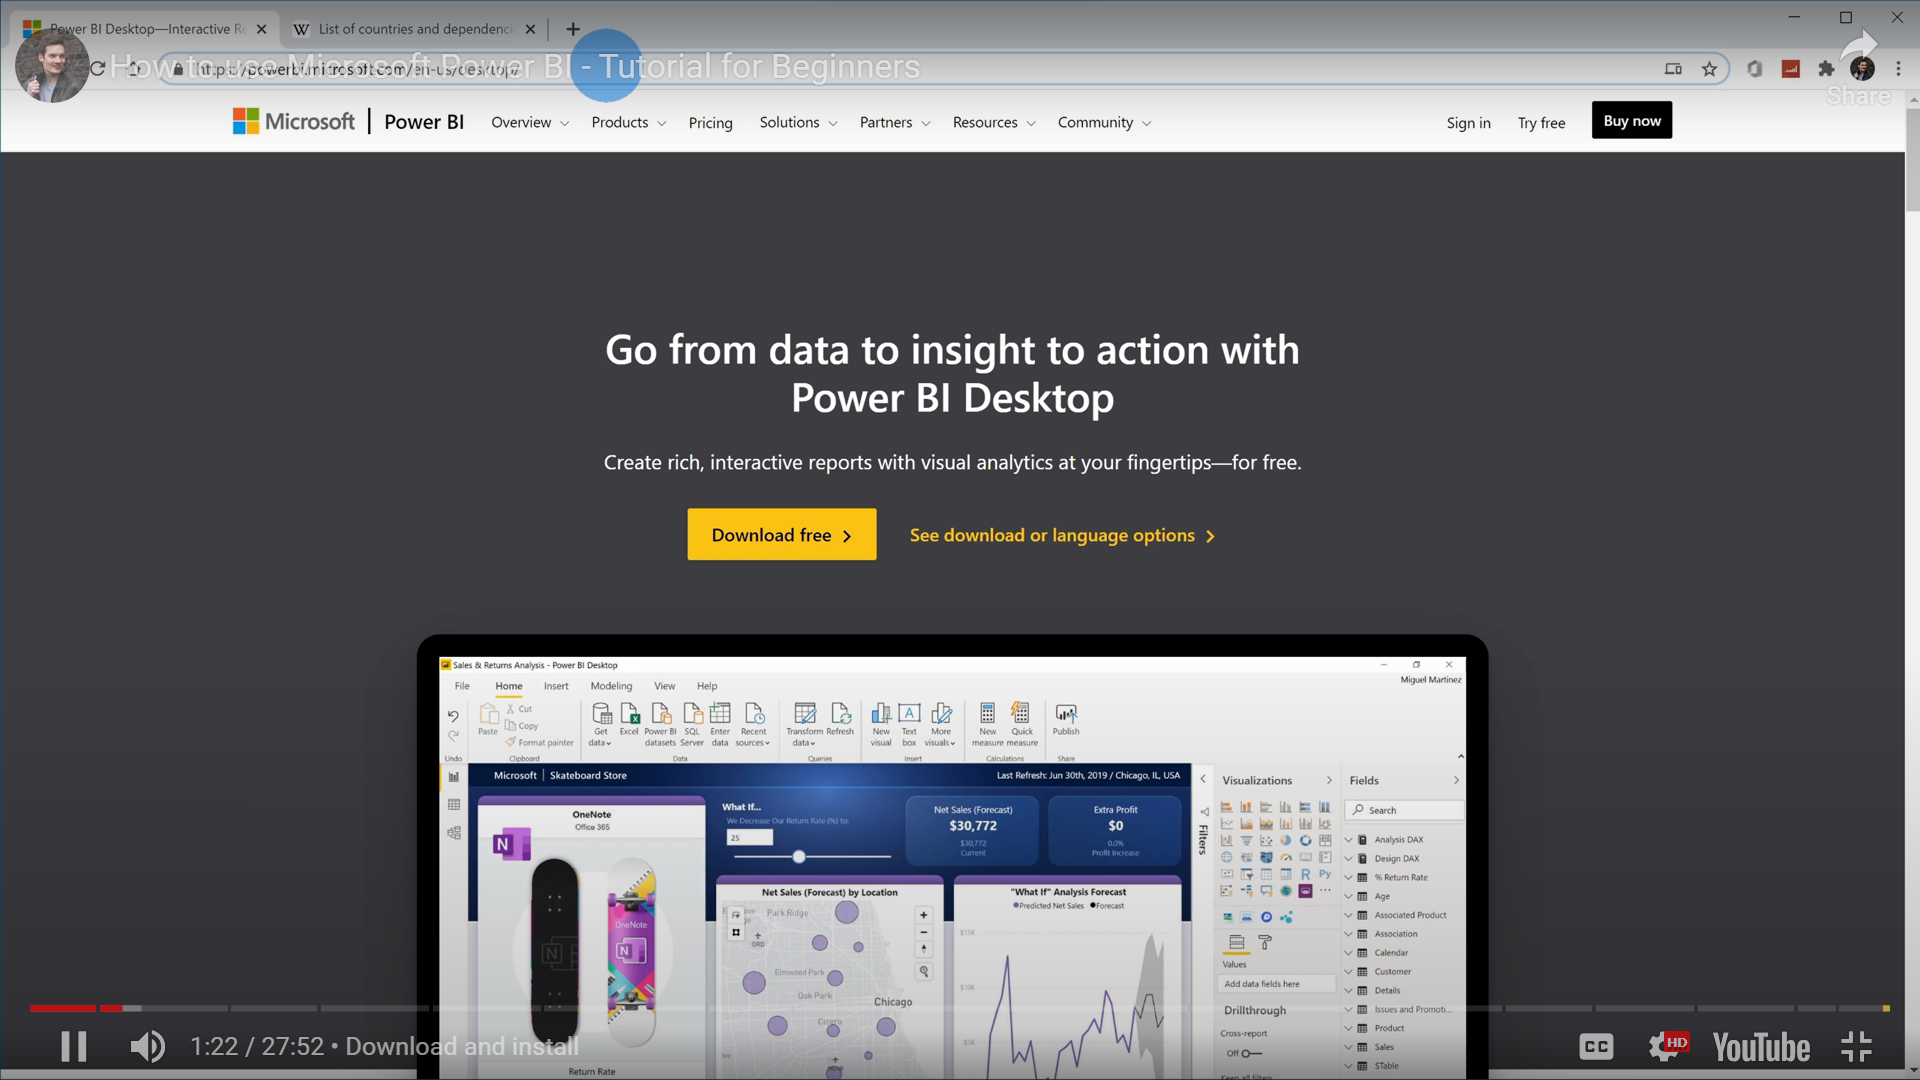 Power BI Desktop—Interactive Re
List of countries and dependenci
https://powerbi.microsoft.com/en-us/desktop/
How to use Microsoft Power BI - Tutorial for Beginners
Share
Microsoft
Power BI
Overview
Products
Pricing
Solutions
Partners
Resources
Community
Sign in
Try free
Buy now
Go from data to insight to action with
Power BI Desktop
Create rich, interactive reports with visual analytics at your fingertips—for free.
Download free
See download or language options
Sales & Returns Analysis - Power BI Desktop
Miguel Martinez
File
Home
Insert
Modeling
View
Help
Cut
Copy
Format painter
Paste
Get
data
Excel
Power BI
datasets
SQL
Server
Enter
data
Recent
sources
Transform
data
Refresh
New
visual
Text
box
More
visuals
New
measure
Quick
measure
Publish
Undo
Clipboard
Data
Queries
Insert
Calculations
Share
Microsoft
Skateboard Store
Last Refresh: Jun 30th, 2019 / Chicago, IL, USA
OneNote
Office 365
N
OneNote
N
Return Rate
What If...
We Decrease Our Return Rate (%) to:
25
Net Sales (Forecast)
$30,772
$30,772
Current
Extra Profit
$0
0.0%
Profit Increase
Net Sales (Forecast) by Location
Park Ridge
ORD
Elmwood Park
Oak Park
Chicago
Cicero
MDW
"What If" Analysis Forecast
Predicted Net Sales
Forecast
$15K
$10K
$5K
Filters
Visualizations
R
Py
Values
Add data fields here
Drillthrough
Cross-report
Off
Keep all filters
Fields
Search
Analysis DAX
Design DAX
% Return Rate
Age
Associated Product
Association
Calendar
Customer
Details
Issues and Promoti...
Product
Sales
STable
1:22 / 27:52 • Download and install
CC
HD
YouTube